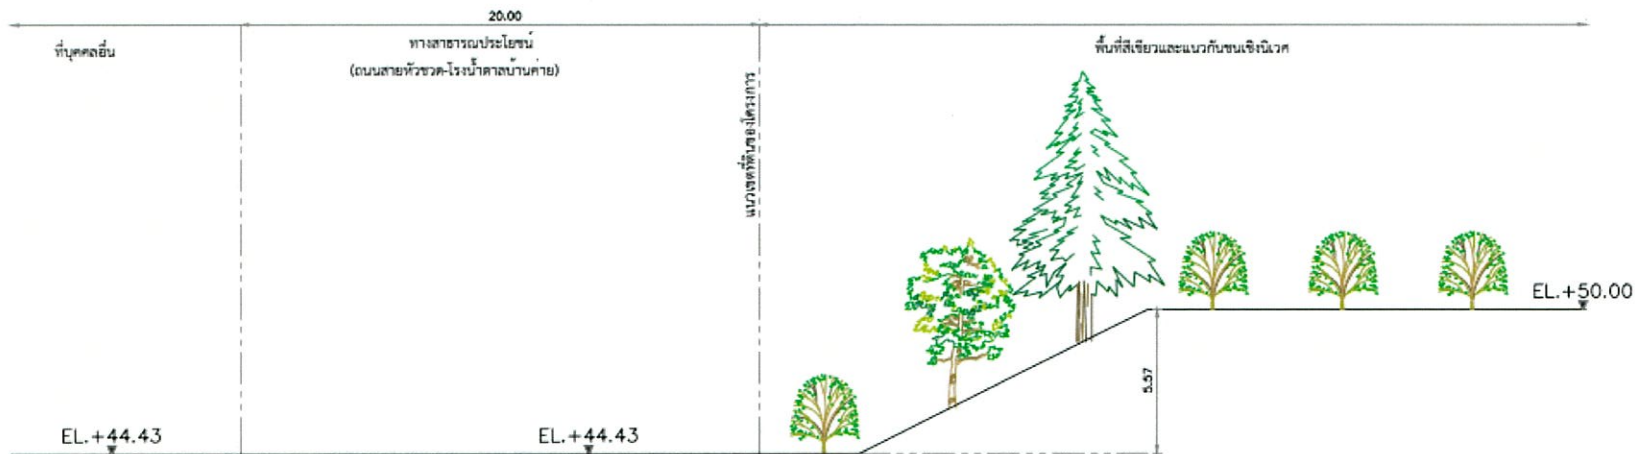 20.00
ที่บุคคลอื่น
ทางสาธารณประโยชน์
(ถนนสายหัวชวด-โรงน้ำตาลบ้านค่าย)
พื้นที่สีเขียวและแนวกันชนเชิงนิเวศ
แนวเขตที่ดินของโครงการ
EL.+50.00
5.57
EL.+44.43
EL.+44.43